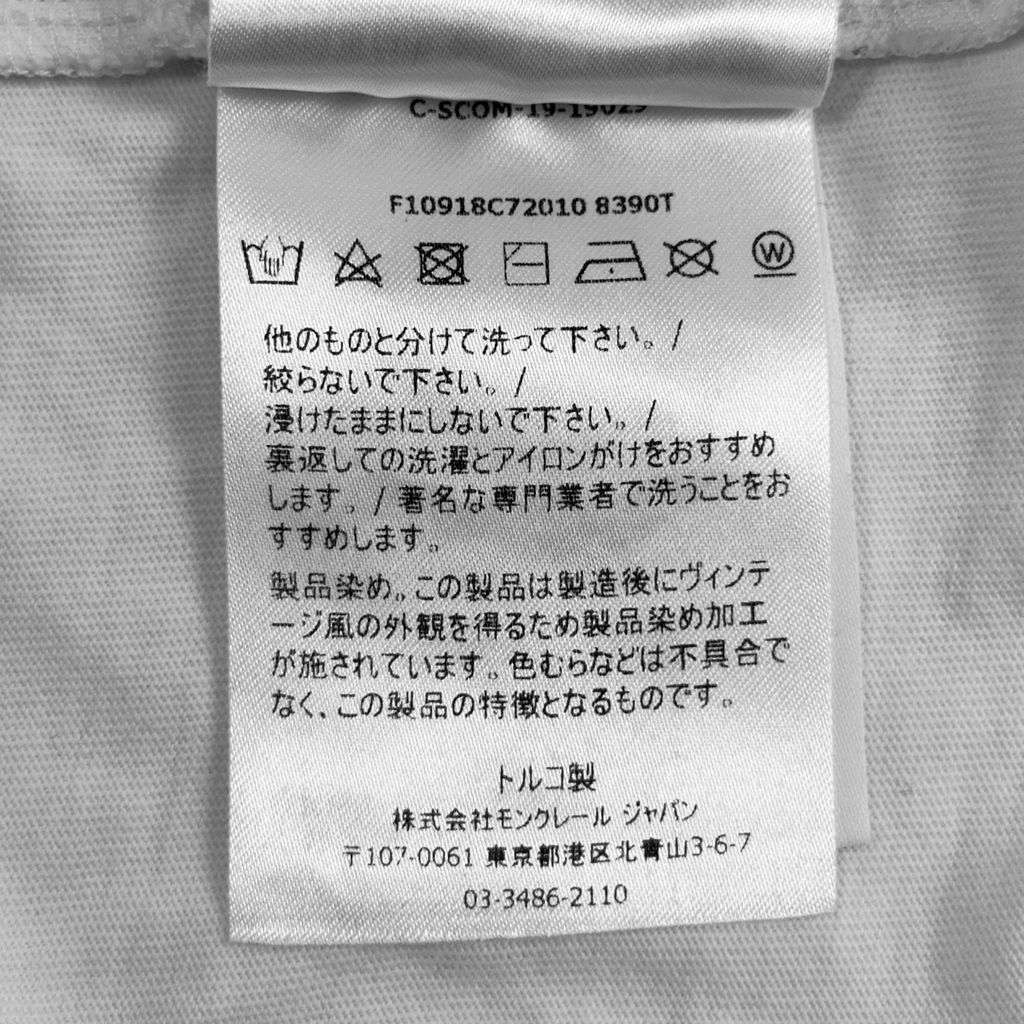 C-SCOM-19-19029
F10918C72010 8390T
W
他のものと分けて洗って下さい。/
絞らないで下さい。/
浸けたままにしないで下さい。/
裏返しての洗濯とアイロンがけをおすすめ
します。/ 著名な専門業者で洗うことをお
すすめします。
製品染め。この製品は製造後にヴィンテ
ージ風の外観を得るため製品染め加工
が施されています。色むらなどは不具合で
なく、この製品の特徴となるものです。
トルコ製
株式会社モンクレール ジャパン
〒107-0061 東京都港区北青山3-6-7
03-3486-2110